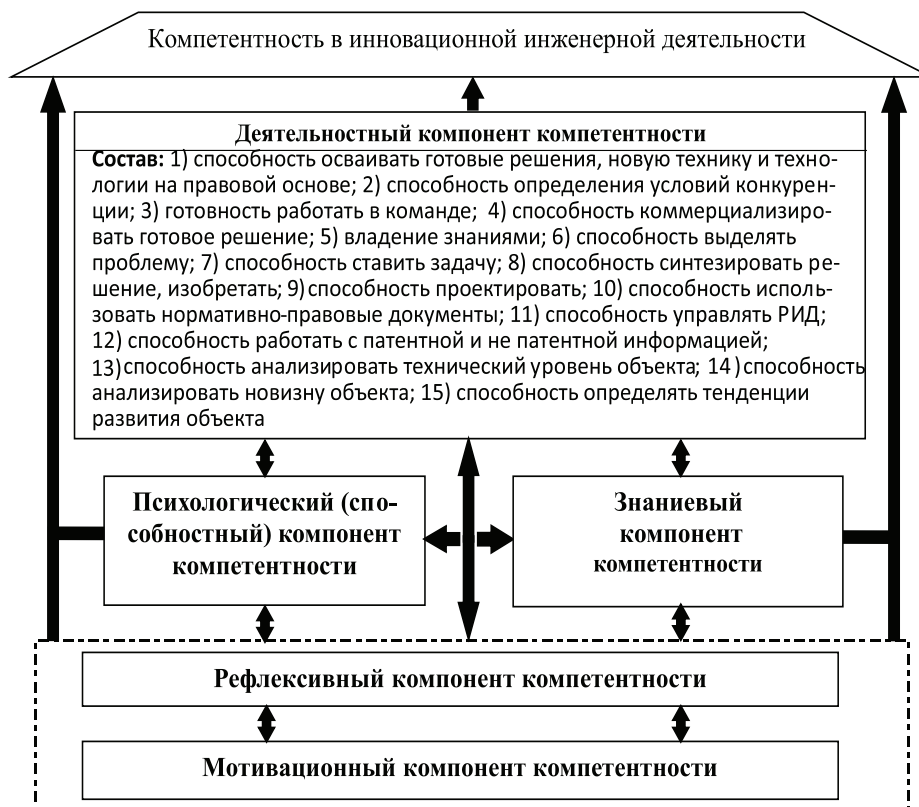 Компетентность в инновационной инженерной деятельности
Деятельностный компонент компетентности
Состав: 1) способность осваивать готовые решения, новую технику и техно-
логии на правовой основе; 2) способность определения условий конкурен-
ции; 3) готовность работать в команде; 4) способность коммерциализиро-
вать готовое решение; 5) владение знаниями; 6) способность выделять
проблему; 7) способность ставить задачу; 8) способность синтезировать ре-
шение, изобретать; 9) способность проектировать; 10) способность исполь-
зовать нормативно-правовые документы; 11) способность управлять РИД;
12) способность работать с патентной и не патентной информацией;
13) способность анализировать технический уровень объекта; 14) способность
анализировать новизну объекта; 15) способность определять тенденции
развития объекта
Психологический (спо-
собностный) компонент
компетентности
Знаниевый
компонент
компетентности
Рефлексивный компонент компетентности
Мотивационный компонент компетентности